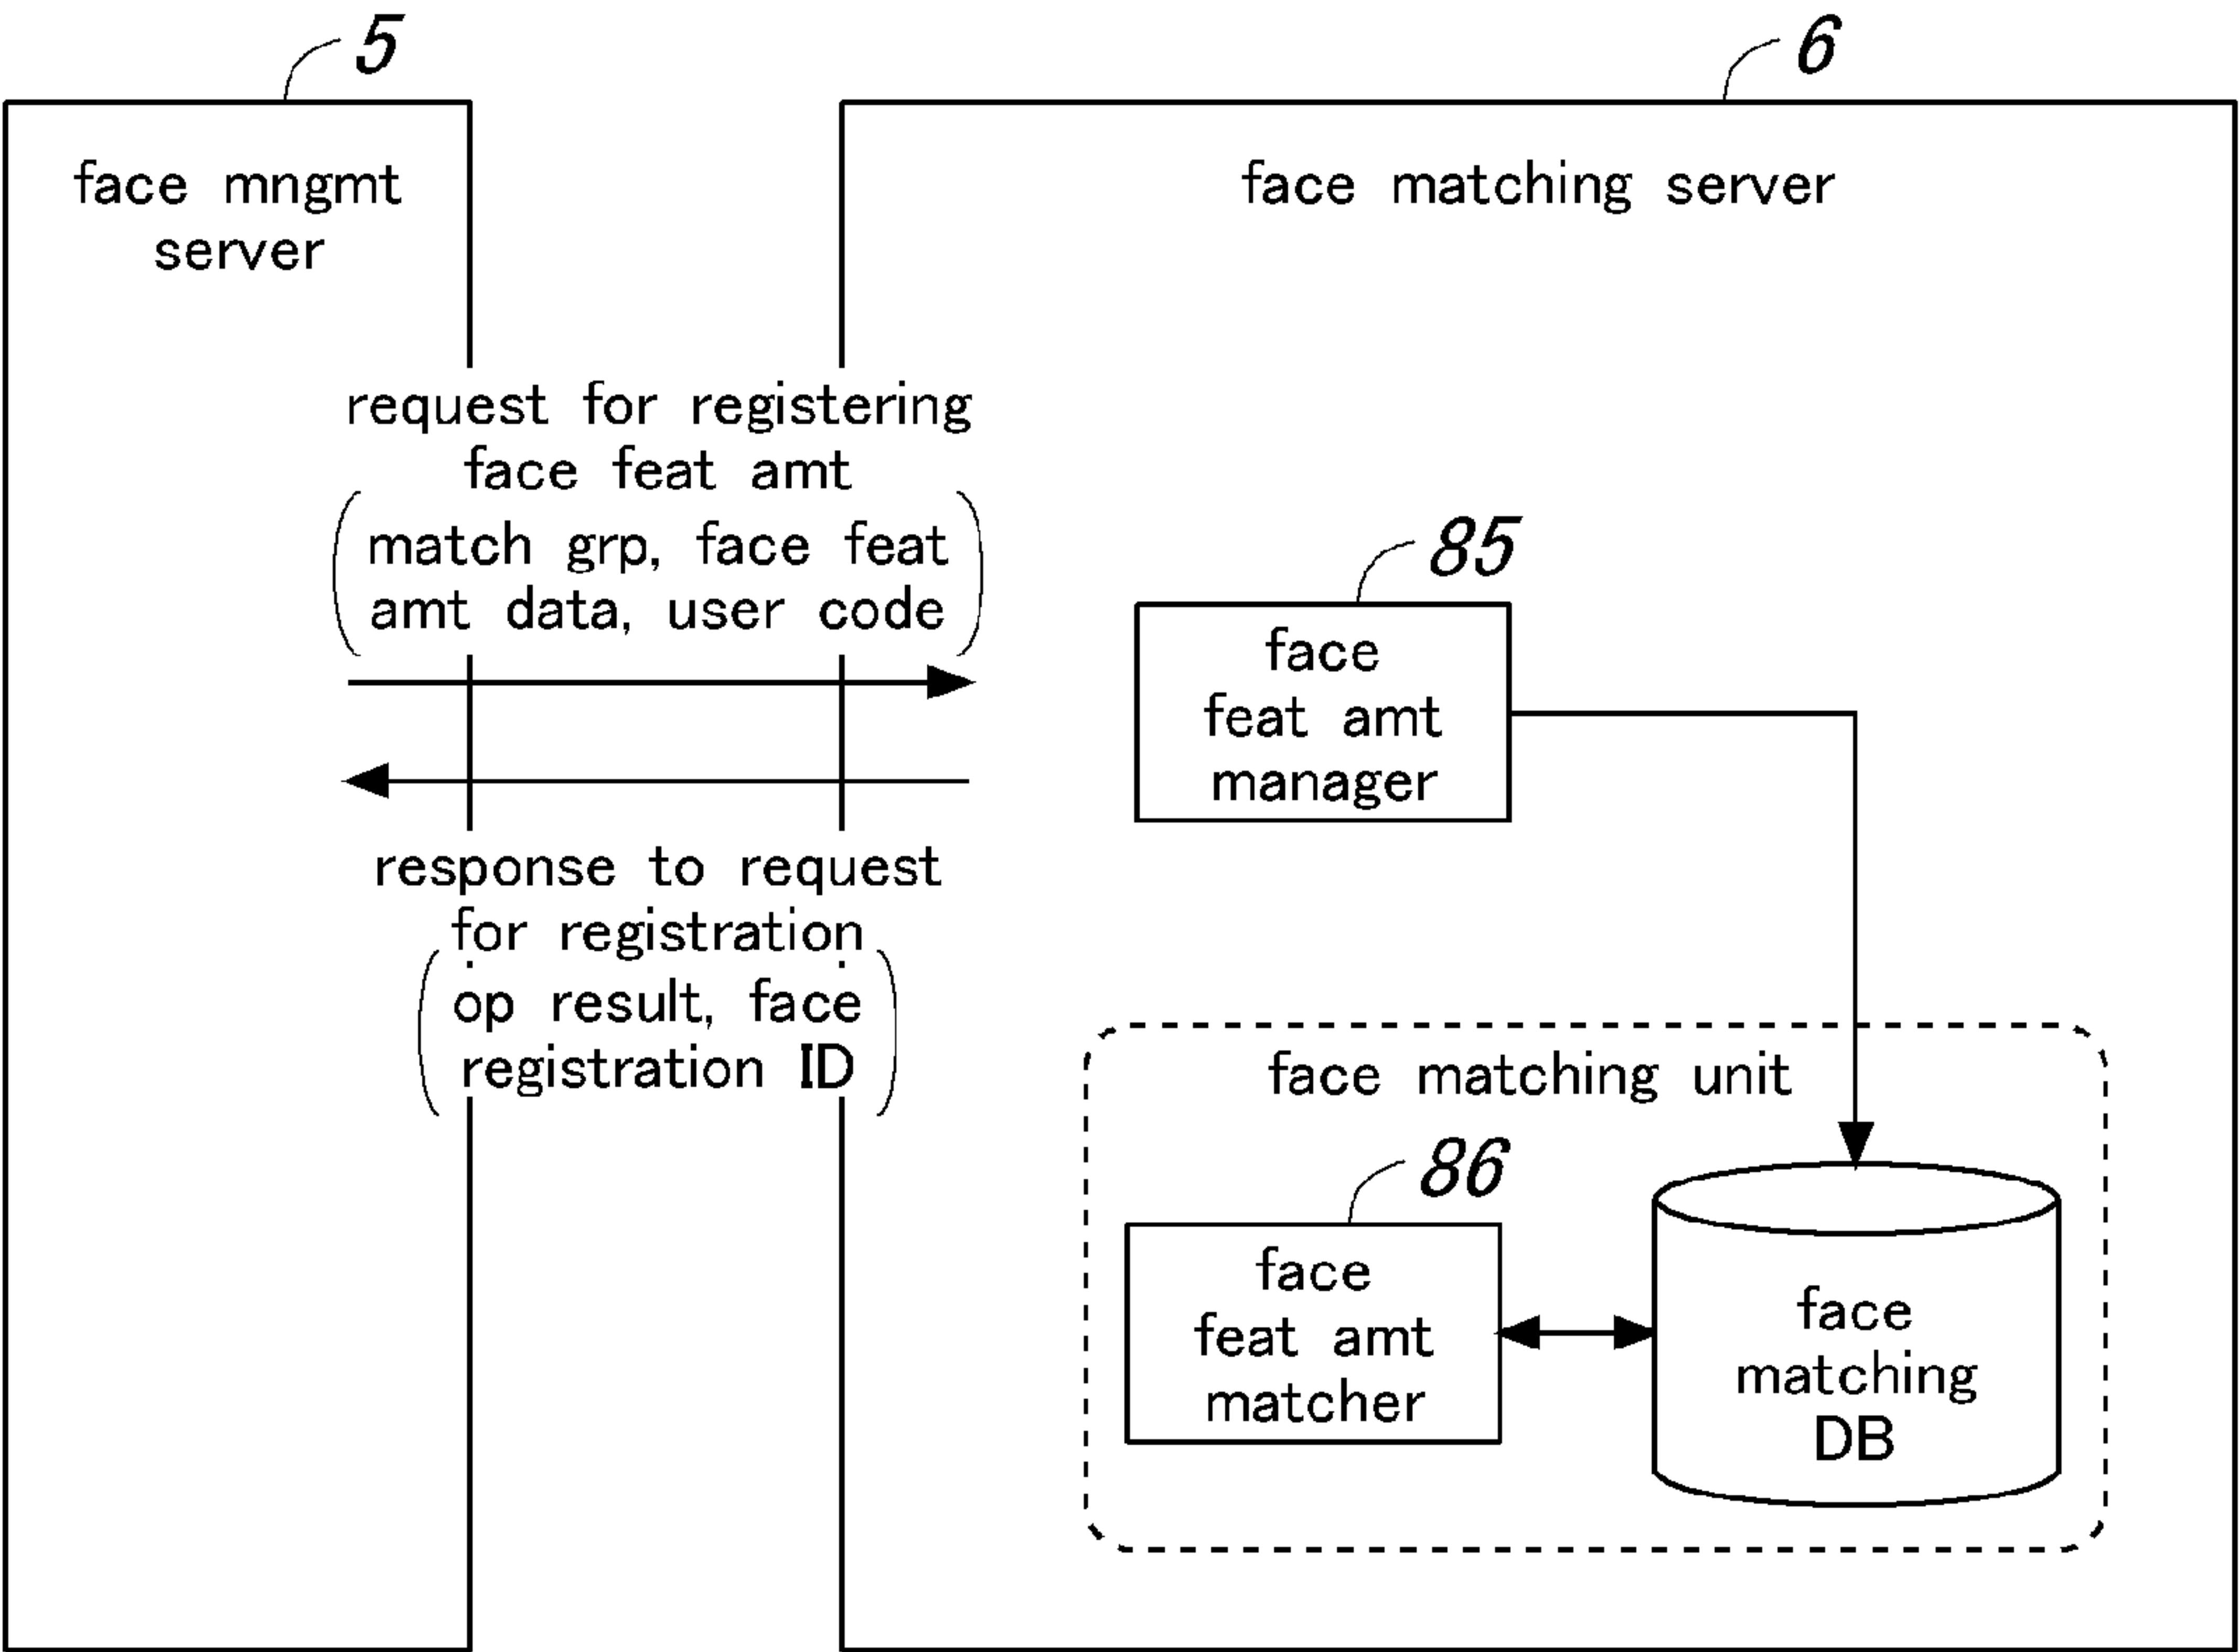 5
6
face mngmt
server
face matching server
request for registering
face feat amt
match grp, face feat
amt data, user code
85
face
feat amt
manager
response to request
for registration
op result, face
registration ID
face matching unit
86
face
feat amt
matcher
face
matching
DB